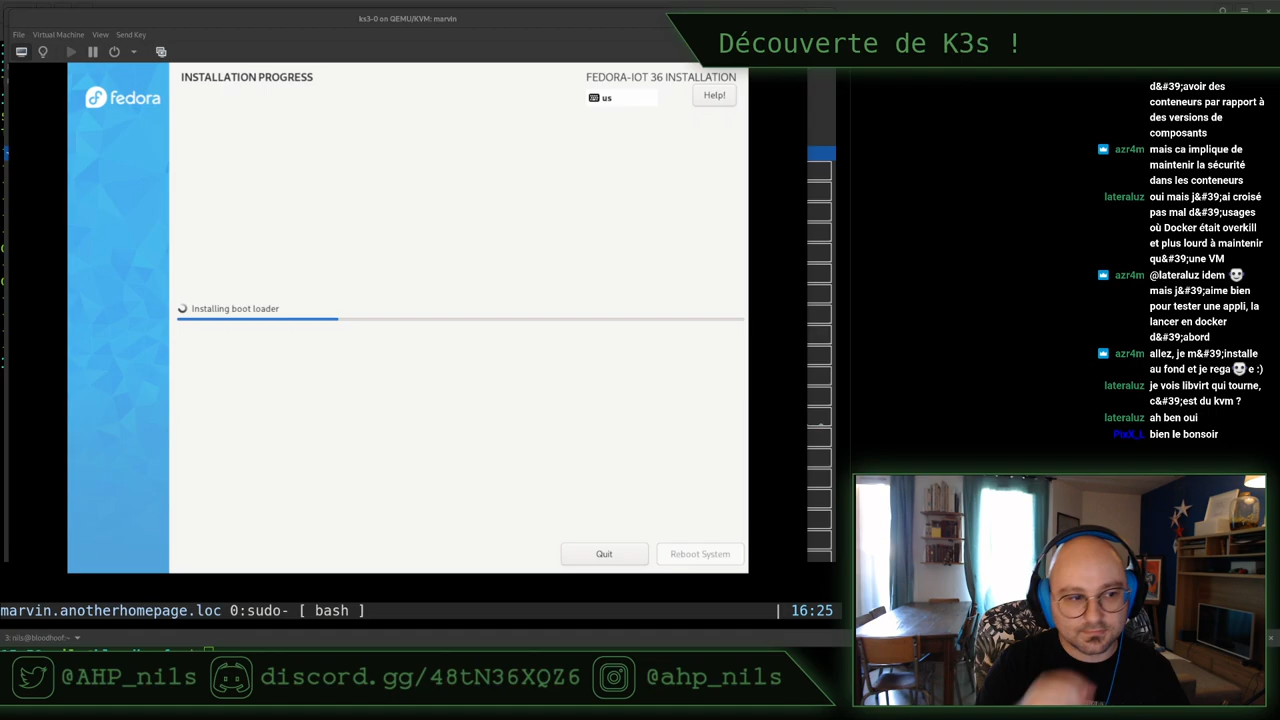 ks3-0 on QEMU/KVM: marvin
File Virtual Machine View Send Key
Découverte de K3s !
INSTALLATION PROGRESS
FEDORA-IOT 36 INSTALLATION
fedora
us
Help!
Installing boot loader
Quit
Reboot System
marvin.anotherhomepage.loc 0:sudo- [ bash ] | 16:25
3: nils@bloodhoof:~
d&#39;avoir des
conteneurs par rapport à
des versions de
composants
azr4m mais ca implique de
maintenir la sécurité
dans les conteneurs
lateraluz oui mais j&#39;ai croisé
pas mal d&#39;usages
où Docker était overkill
et plus lourd à maintenir
qu&#39;une VM
azr4m @lateraluz idem
mais j&#39;aime bien
pour tester une appli, la
lancer en docker
d&#39;abord
azr4m allez, je m&#39;installe
au fond et je rega e :)
lateraluz je vois libvirt qui tourne,
c&#39;est du kvm ?
lateraluz ah ben oui
PixX_L bien le bonsoir
@AHP_nils discord.gg/48tN36XQZ6 @ahp_nils